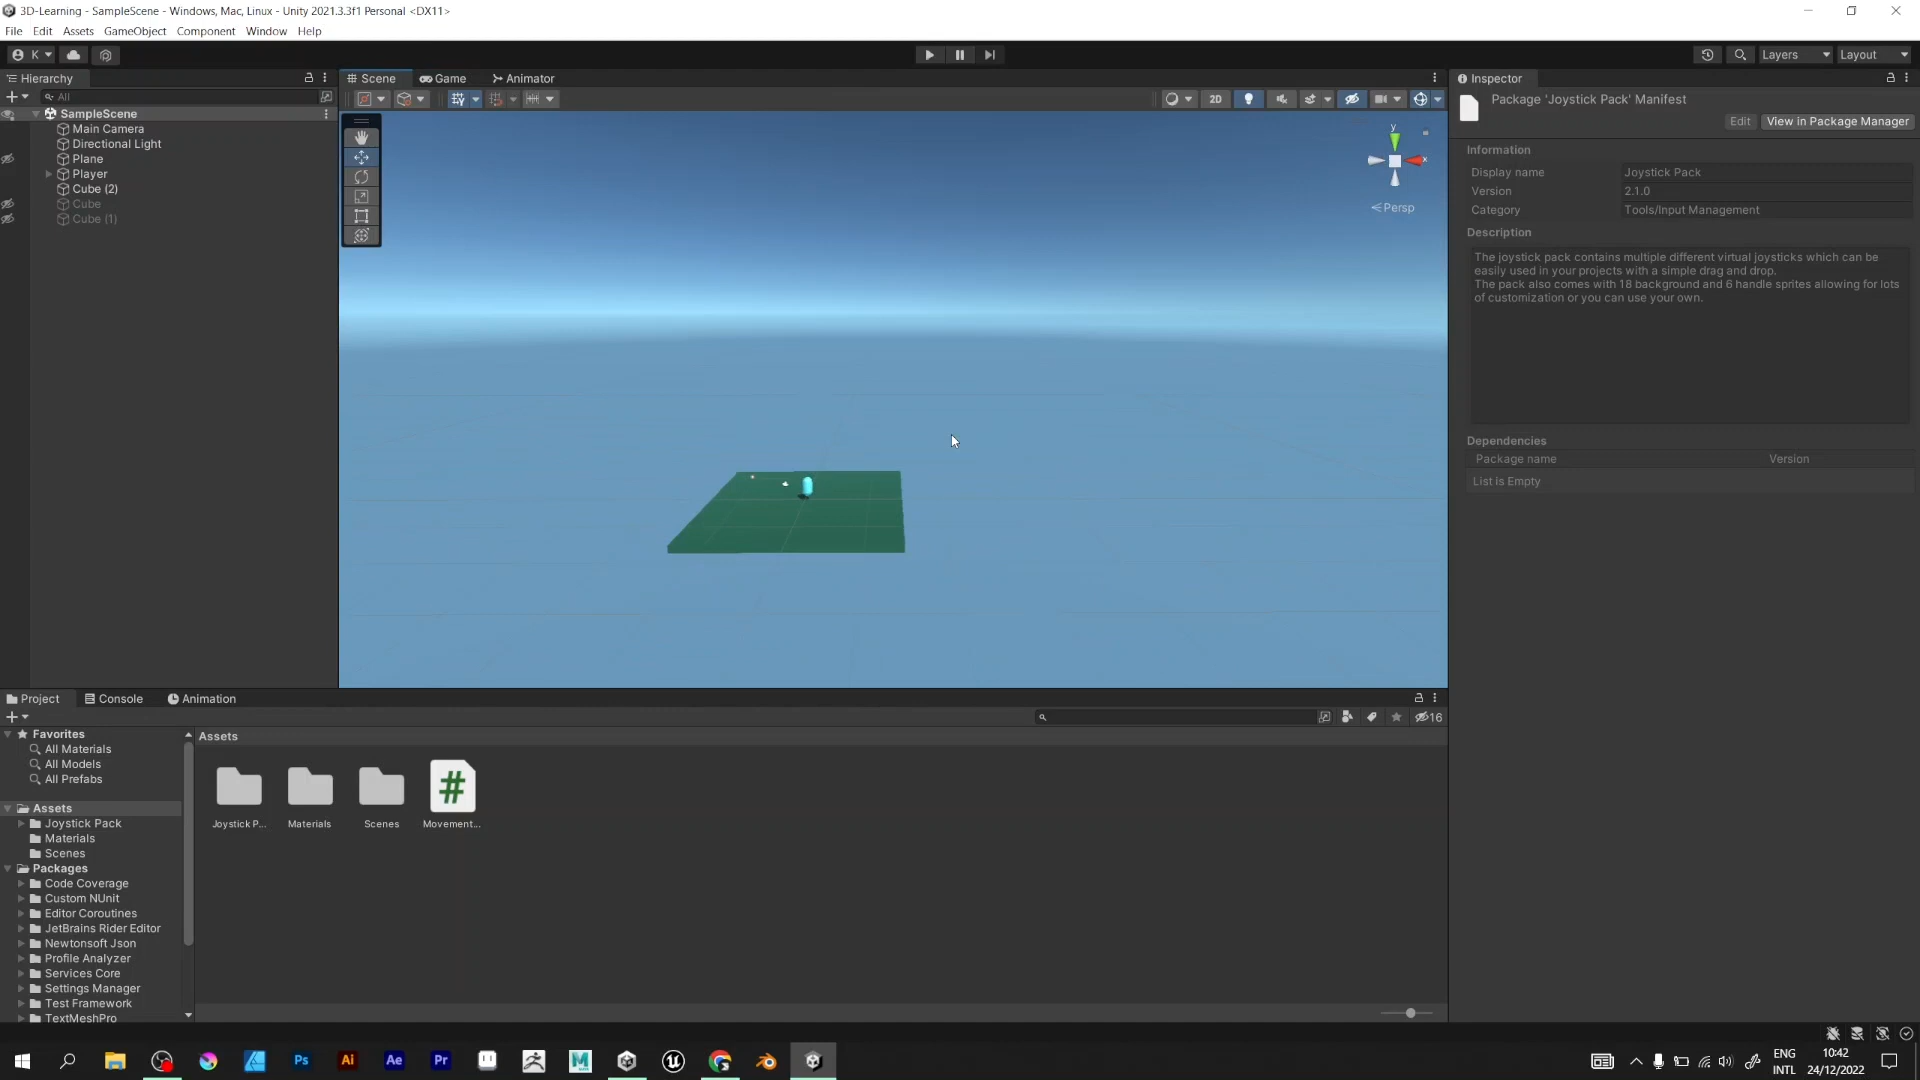 3D-Learning - SampleScene - Windows, Mac, Linux - Unity 2021.3.3f1 Personal <DX11>
File Edit Assets GameObject Component Window Help
K
Layers Layout
Hierarchy
All
SampleScene
Main Camera
Directional Light
Plane
Player
Cube (2)
Cube
Cube (1)
Scene Game Animator
2D
y
x
Persp
Inspector
Package 'Joystick Pack' Manifest
Edit View in Package Manager
Information
Display name Joystick Pack
Version 2.1.0
Category Tools/Input Management
Description
The joystick pack contains multiple different virtual joysticks which can be
easily used in your projects with a simple drag and drop.
The pack also comes with 18 background and 6 handle sprites allowing for lots
of customization or you can use your own.
Dependencies
Package name Version
List is Empty
Project Console Animation
16
Favorites
All Materials
All Models
All Prefabs
Assets
Joystick Pack
Materials
Scenes
Packages
Code Coverage
Custom NUnit
Editor Coroutines
JetBrains Rider Editor
Newtonsoft Json
Profile Analyzer
Services Core
Settings Manager
Test Framework
TextMeshPro
Assets
Joystick P... Materials Scenes Movement...
#
Ps Ai Ae Pr
ENG
INTL
10:42
24/12/2022